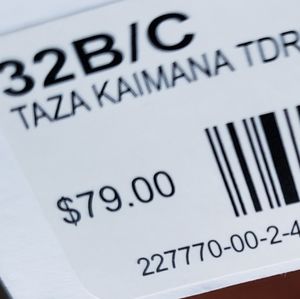 32B/C
TAZA KAIMANA TDR
$79.00
227770-00-2-4